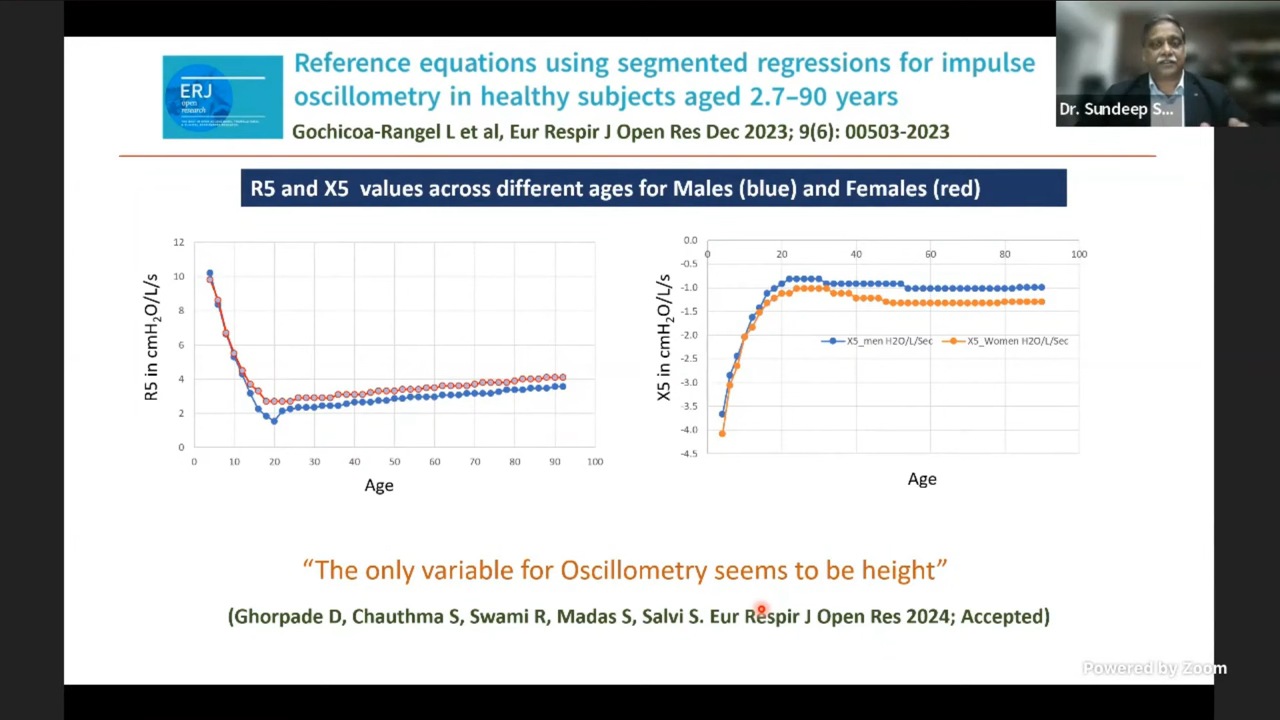 ERJ
open
research
Reference equations using segmented regressions for impulse
oscillometry in healthy subjects aged 2.7–90 years
Gochicoa-Rangel L et al, Eur Respir J Open Res Dec 2023; 9(6): 00503-2023
Dr. Sundeep S...
R5 and X5 values across different ages for Males (blue) and Females (red)
R5 in cmH2O/L/s
12
10
8
6
4
2
0
0 10 20 30 40 50 60 70 80 90 100
Age
X5 in cmH2O/L/s
0.0
-0.5
-1.0
-1.5
-2.0
-2.5
-3.0
-3.5
-4.0
-4.5
0 20 40 60 80 100
X5_men H2O/L/Sec X5_Women H2O/L/Sec
Age
“The only variable for Oscillometry seems to be height”
(Ghorpade D, Chauthma S, Swami R, Madas S, Salvi S. Eur Respir J Open Res 2024; Accepted)
Powered by Zoom